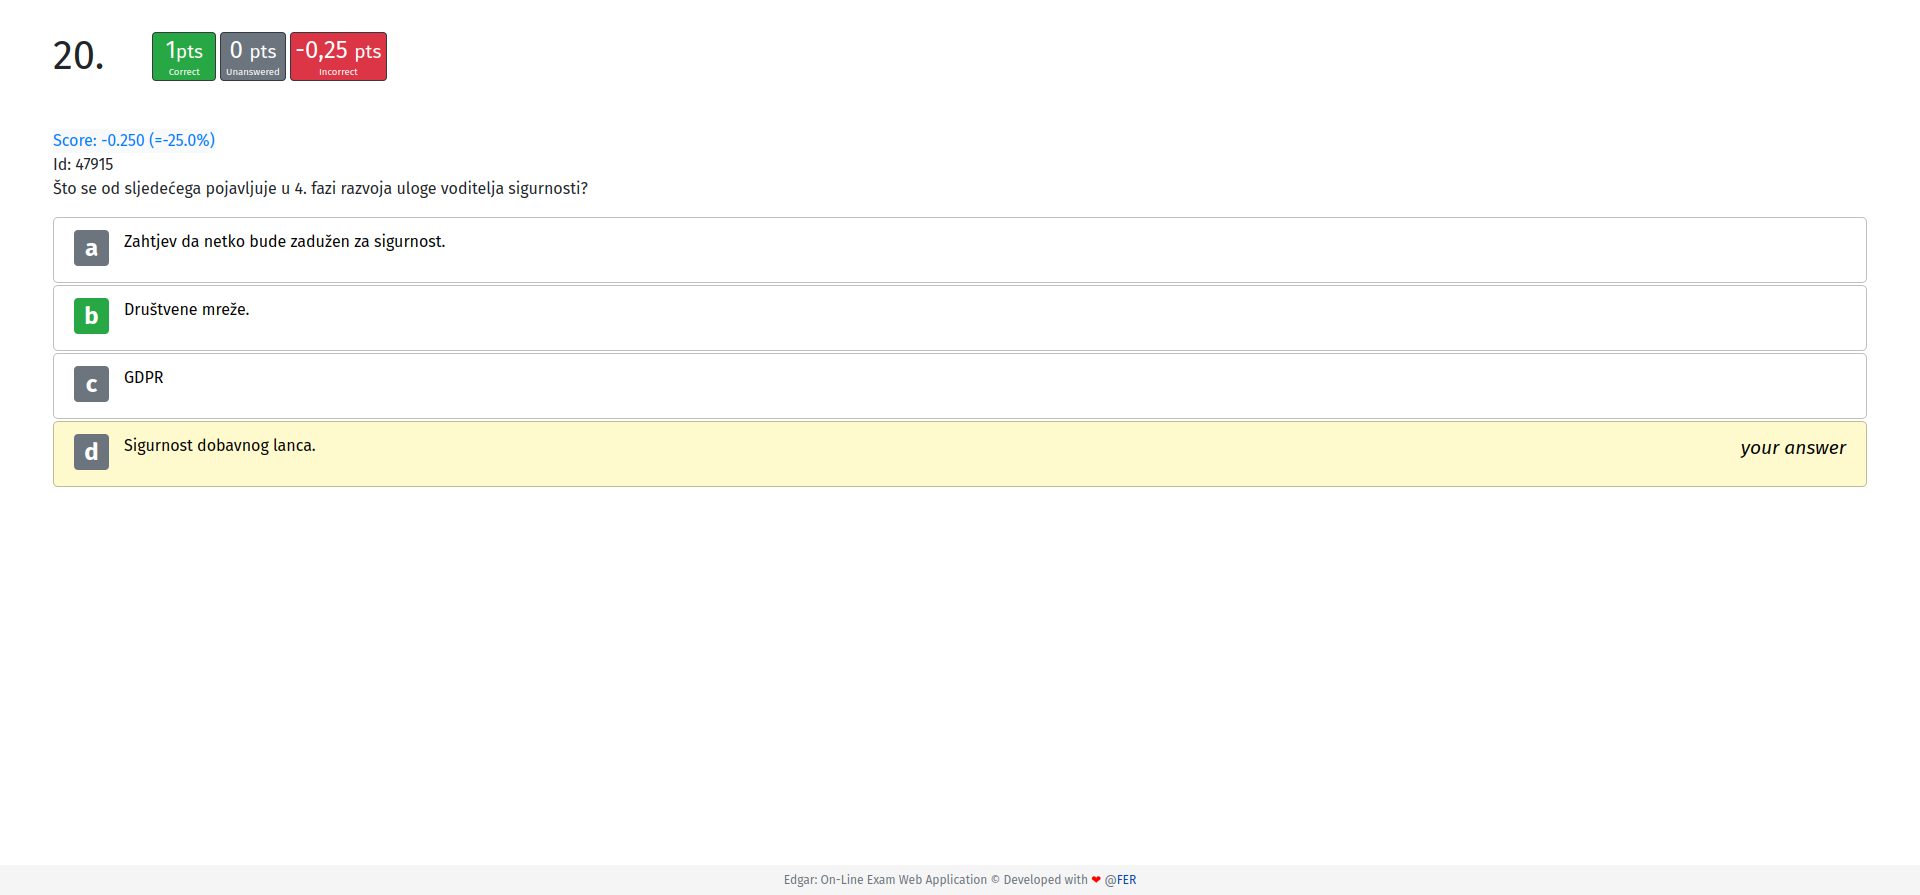 20.
1pts
Correct
0 pts
Unanswered
-0,25 pts
Incorrect
Score: -0.250 (=-25.0%)
Id: 47915
Što se od sljedećega pojavljuje u 4. fazi razvoja uloge voditelja sigurnosti?
a Zahtjev da netko bude zadužen za sigurnost.
b Društvene mreže.
c GDPR
d Sigurnost dobavnog lanca. your answer
Edgar: On-Line Exam Web Application © Developed with ❤ @FER